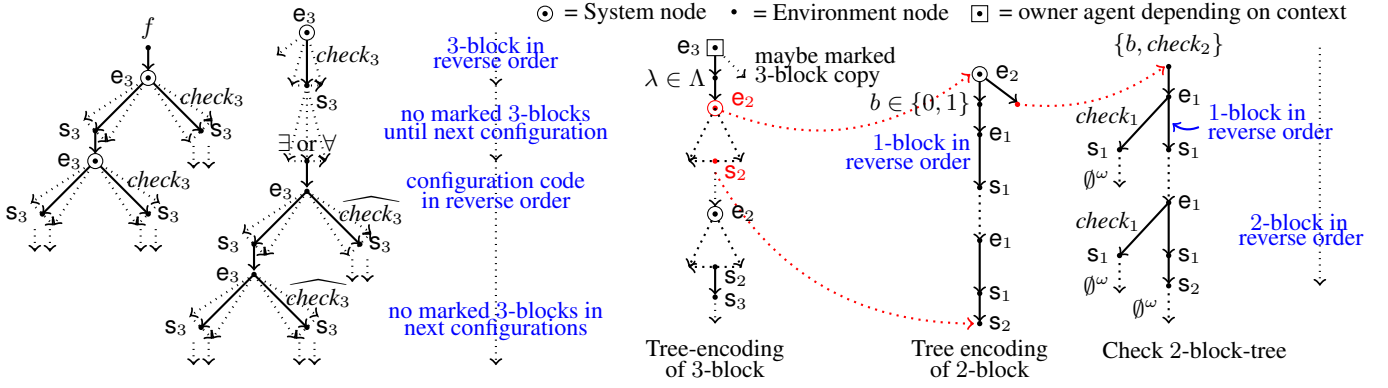 = System node • = Environment node = owner agent depending on context
f
e₃
check₃
s₃
s₃
e₃
check₃
s₃
s₃
e₃
check₃
s₃
∃ or ∀
e₃
check₃
s₃
s₃
e₃
check₃
s₃
s₃
3-block in
reverse order
no marked 3-blocks
until next configuration
configuration code
in reverse order
no marked 3-blocks in
next configurations
e₃
maybe marked
3-block copy
λ ∈ Λ
e₂
s₂
e₂
s₂
s₃
Tree-encoding
of 3-block
e₂
b ∈ {0, 1}
e₁
1-block in
reverse order
s₁
e₁
s₁
s₂
Tree encoding
of 2-block
{b, check₂}
e₁
check₁
1-block in
reverse order
s₁
s₁
∅^ω
e₁
check₁
2-block in
reverse order
s₁
s₁
s₂
∅^ω
∅^ω
Check 2-block-tree